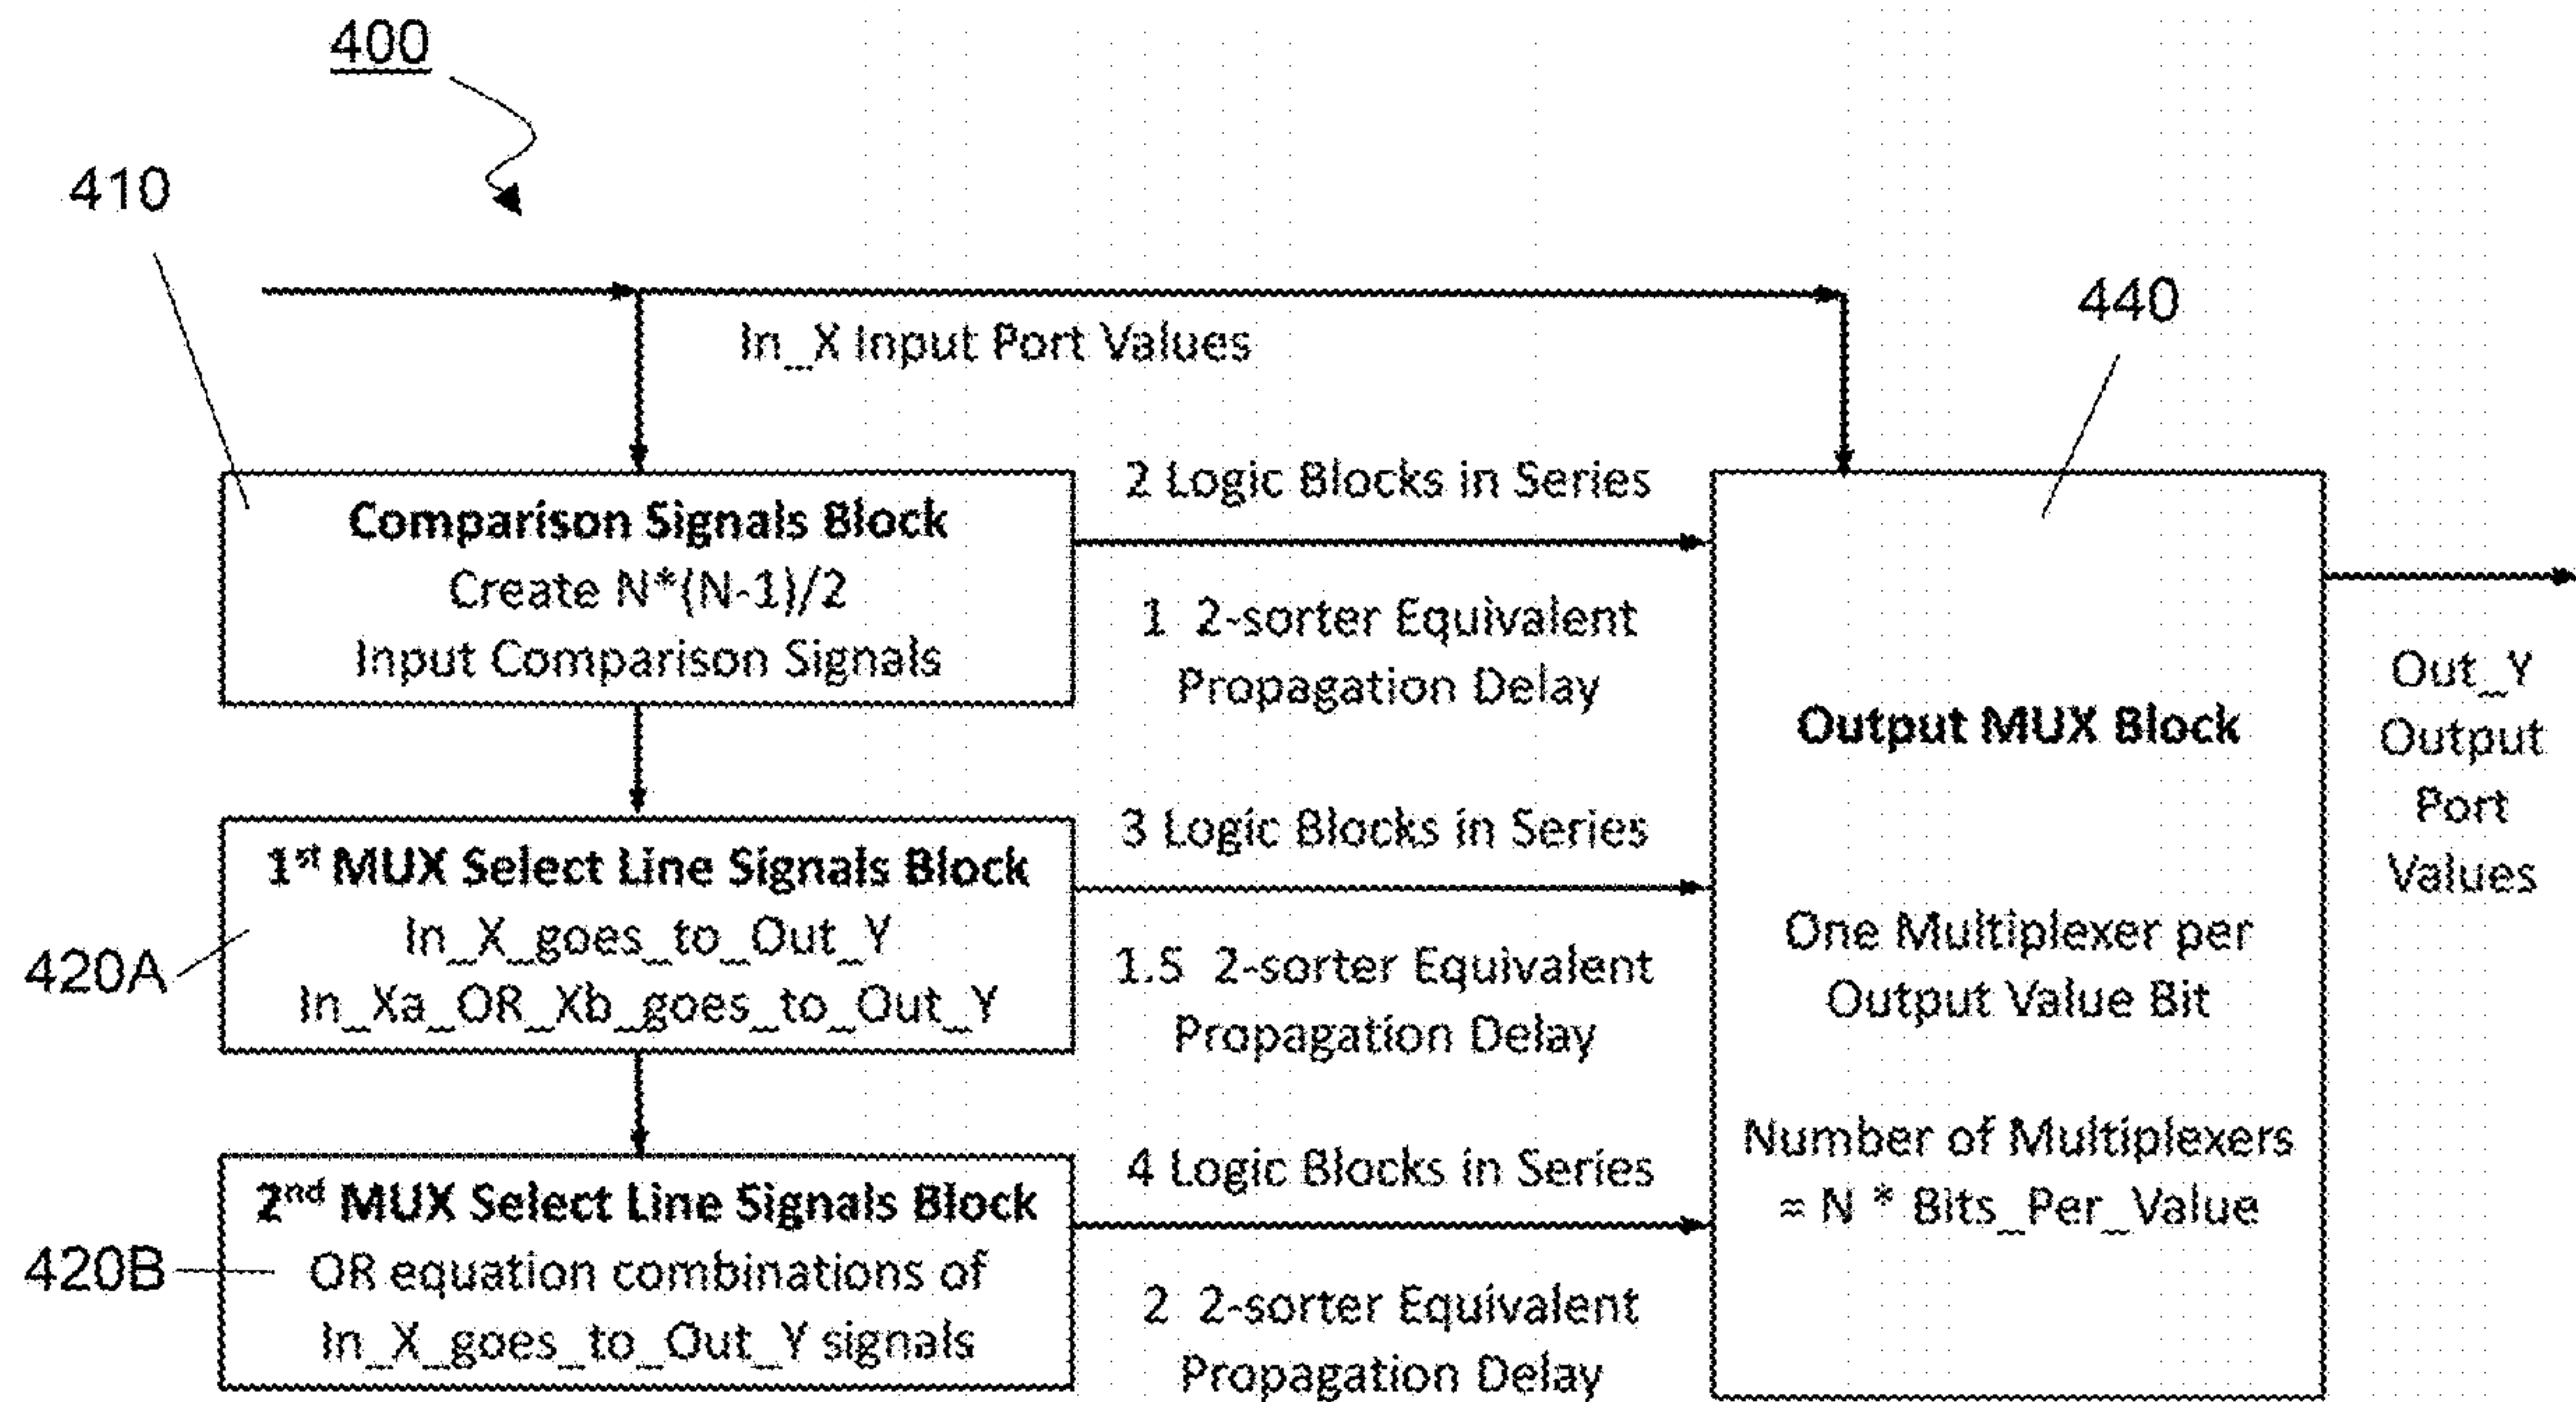 400
410
In_X Input Port Values
440
Comparison Signals Block
Create N*(N-1)/2
Input Comparison Signals
2 Logic Blocks in Series
1 2-sorter Equivalent
Propagation Delay
1st MUX Select Line Signals Block
In_X_goes_to_Out_Y
In_Xa_OR_Xb_goes_to_Out_Y
420A
3 Logic Blocks in Series
1.5 2-sorter Equivalent
Propagation Delay
2nd MUX Select Line Signals Block
OR equation combinations of
In_X_goes_to_Out_Y signals
420B
4 Logic Blocks in Series
2 2-sorter Equivalent
Propagation Delay
Output MUX Block
One Multiplexer per
Output Value Bit
Number of Multiplexers
= N * Bits_Per_Value
Out_Y
Output
Port
Values